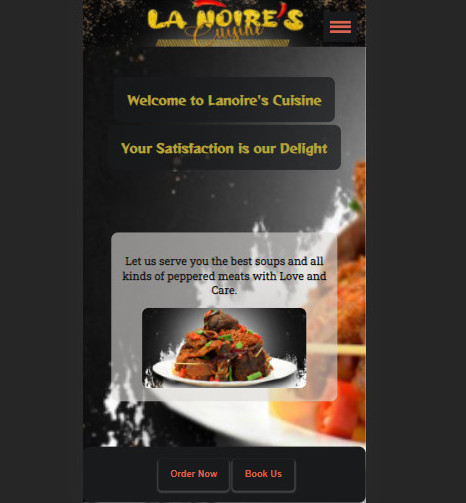 LA NOIRE'S
Cuisine
Welcome to Lanoire's Cuisine
Your Satisfaction is our Delight
Let us serve you the best soups and all
kinds of peppered meats with Love and
Care.
Order Now
Book Us